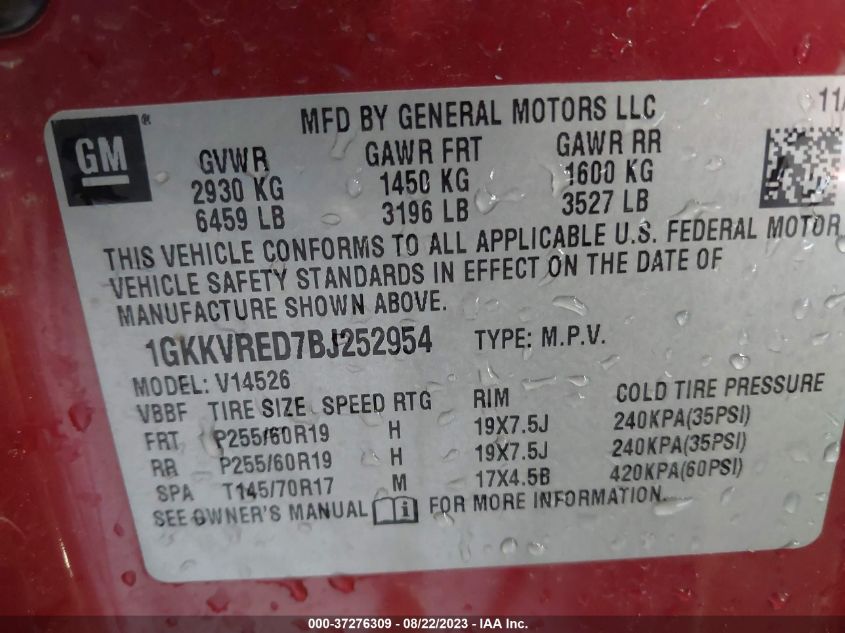 MFD BY GENERAL MOTORS LLC 11/
GM ®
GVWR GAWR FRT GAWR RR
2930 KG 1450 KG 1600 KG
6459 LB 3196 LB 3527 LB
THIS VEHICLE CONFORMS TO ALL APPLICABLE U.S. FEDERAL MOTOR
VEHICLE SAFETY STANDARDS IN EFFECT ON THE DATE OF
MANUFACTURE SHOWN ABOVE.
1GKKVRED7BJ252954 TYPE: M.P.V.
MODEL: V14526
VBBF TIRE SIZE SPEED RTG RIM COLD TIRE PRESSURE
FRT P255/60R19 H 19X7.5J 240KPA(35PSI)
RR P255/60R19 H 19X7.5J 240KPA(35PSI)
SPA T145/70R17 M 17X4.5B 420KPA(60PSI)
SEE OWNER'S MANUAL i FOR MORE INFORMATION.
000-37276309 - 08/22/2023 - IAA Inc.